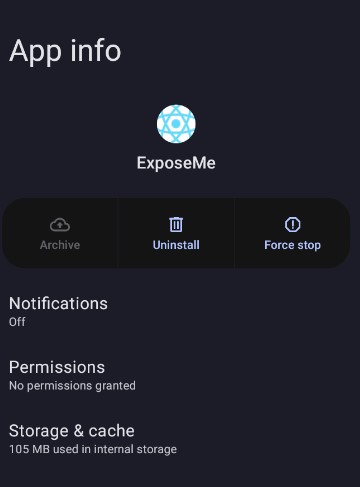 App info
ExposeMe
Archive
Uninstall
Force stop
Notifications
Off
Permissions
No permissions granted
Storage & cache
105 MB used in internal storage